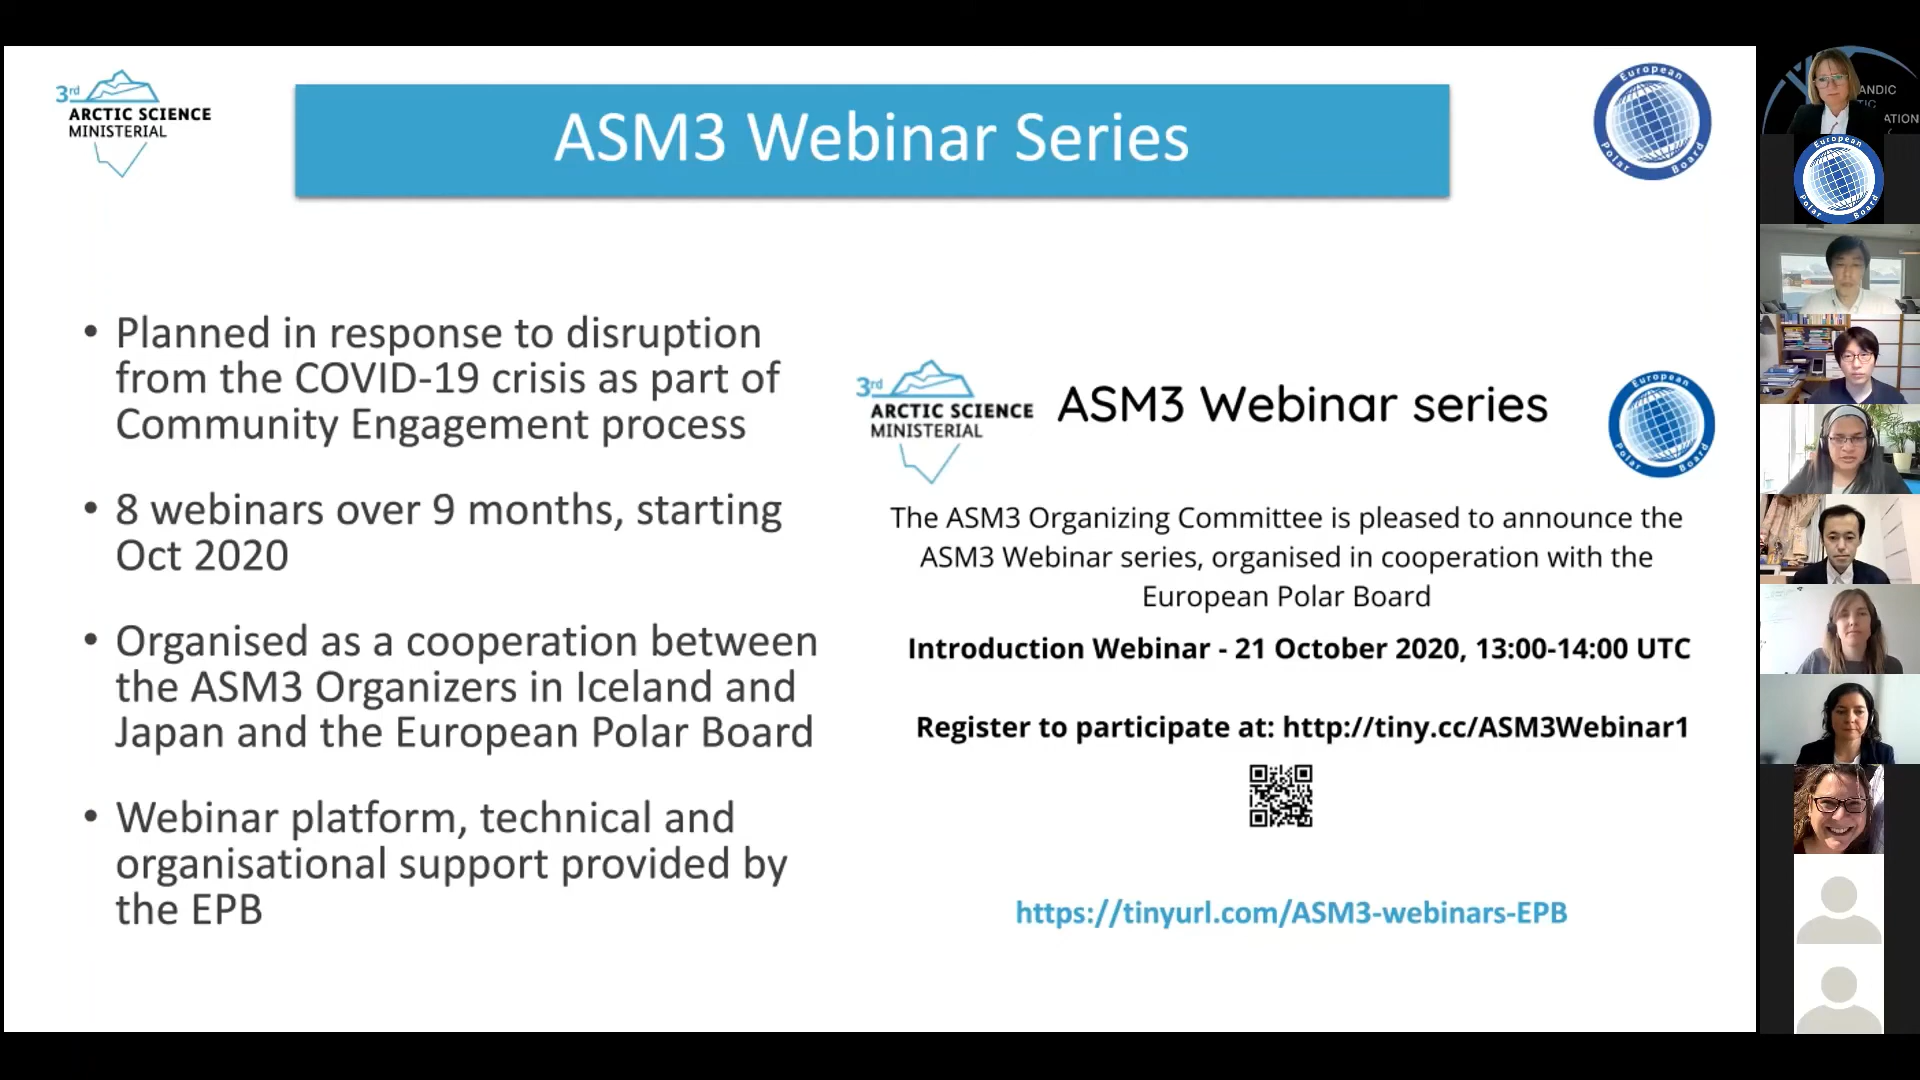 3rd
ARCTIC SCIENCE
MINISTERIAL
ASM3 Webinar Series
European
Polar Board
• Planned in response to disruption
from the COVID-19 crisis as part of
Community Engagement process
• 8 webinars over 9 months, starting
Oct 2020
• Organised as a cooperation between
the ASM3 Organizers in Iceland and
Japan and the European Polar Board
• Webinar platform, technical and
organisational support provided by
the EPB
3rd
ARCTIC SCIENCE
MINISTERIAL
ASM3 Webinar series
European
Polar Board
The ASM3 Organizing Committee is pleased to announce the
ASM3 Webinar series, organised in cooperation with the
European Polar Board
Introduction Webinar - 21 October 2020, 13:00-14:00 UTC
Register to participate at: http://tiny.cc/ASM3Webinar1
https://tinyurl.com/ASM3-webinars-EPB
ANDIC
TIC
ATION
European
Polar Board